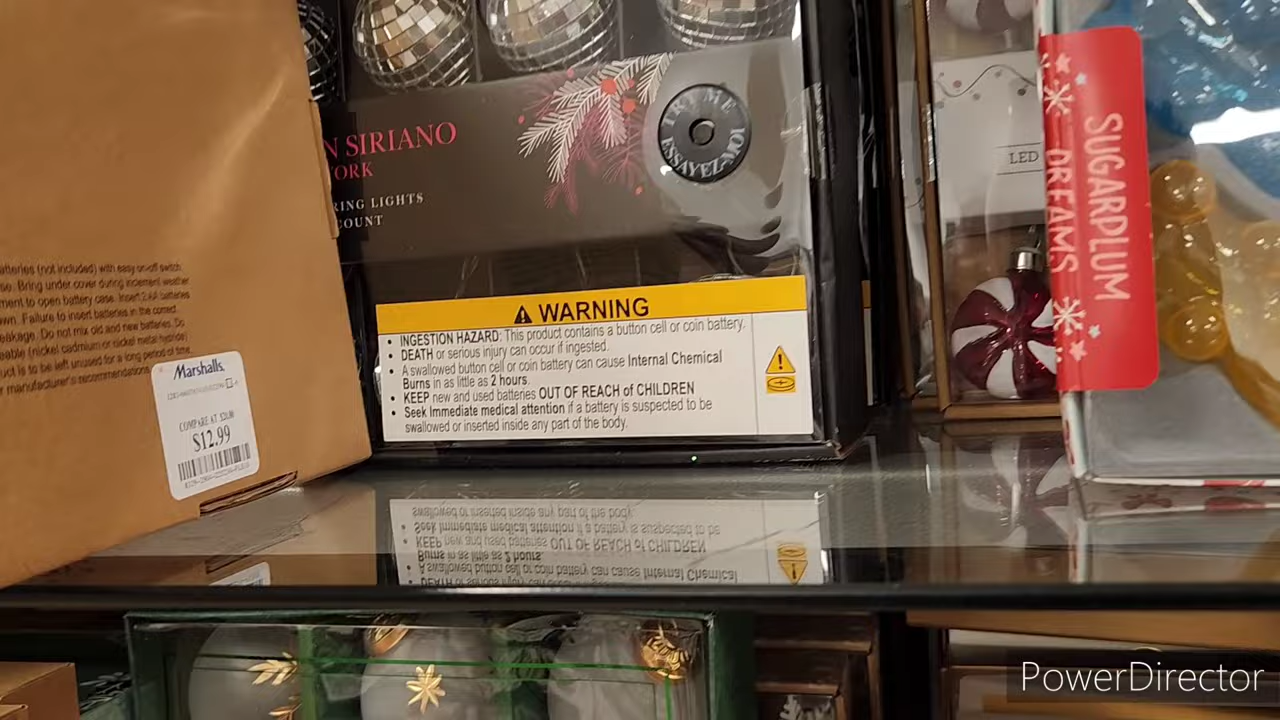 N SIRIANO
ORK
RING LIGHTS
COUNT
TRY ME
ESSAYEZ-MOI
WARNING
• INGESTION HAZARD: This product contains a button cell or coin battery.
• DEATH or serious injury can occur if ingested.
• A swallowed button cell or coin battery can cause Internal Chemical
Burns in as little as 2 hours.
• KEEP new and used batteries OUT OF REACH of CHILDREN
• Seek Immediate medical attention if a battery is suspected to be
swallowed or inserted inside any part of the body.
atteries (not included) with easy on/off switch.
se. Bring under cover during inclement weather
ment to open battery case. Insert 2 AA batteries
wn. Failure to insert batteries in the correct
eakage. Do not mix old and new batteries. Do
eable (nickel cadmium or nickel metal hydride)
uct is to be left unused for a long period of time.
r manufacturer's recommendations.
Marshalls.
COMPARE AT
$12.99
LED
SUGARPLUM
DREAMS
PowerDirector